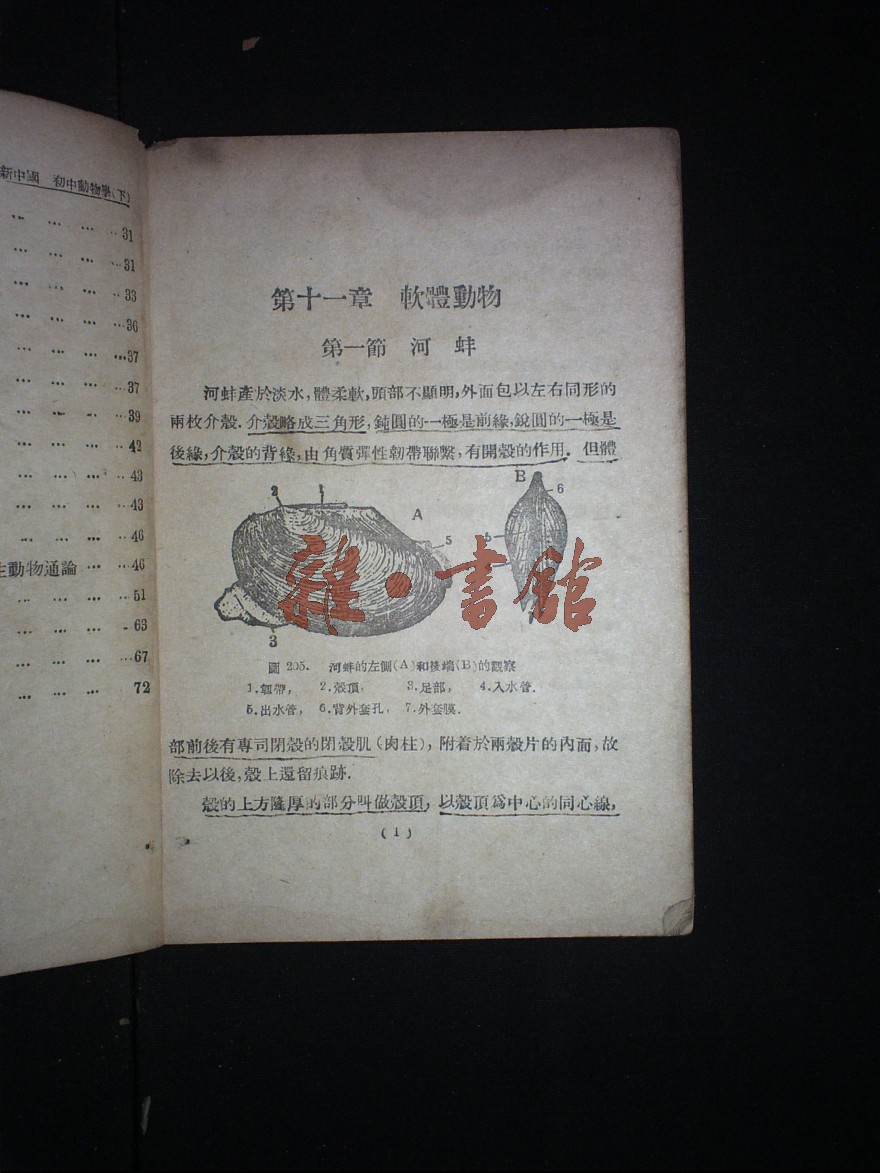 新中國 初中動物學(下)
... ... ... ...31
... ... ... ...31
... ... ... ...33
... ... ... ...36
... ... ... ...37
... ... ... ...37
... ... ... ...39
... ... ... ...42
... ... ... ...43
... ... ... ...43
... ... ... ...46
生動物通論 ... ...46
... ... ... ...51
... ... ... ...63
... ... ... ...67
... ... ... ...72
第十一章 軟體動物
第一節 河蚌
河蚌產於淡水,體柔軟,頭部不顯明,外面包以左右同形的
兩枚介殼.介殼略成三角形,鈍圓的一極是前緣,銳圓的一極是
後緣,介殼的背緣,由角質彈性韌帶聯繫,有開殼的作用.但體
2 1 A 5 3
B 6 5 7
雜·書館
圖205. 河蚌的左側(A)和後端(B)的觀察
1.韌帶, 2.殼頂, 3.足部, 4.入水管.
5.出水管, 6.背外套孔, 7.外套膜.
部前後有專司閉殼的閉殼肌(肉柱),附着於兩殼片的內面,故
除去以後,殼上還留痕跡.
殼的上方隆厚的部分叫做殼頂,以殼頂爲中心的同心線,
(1)